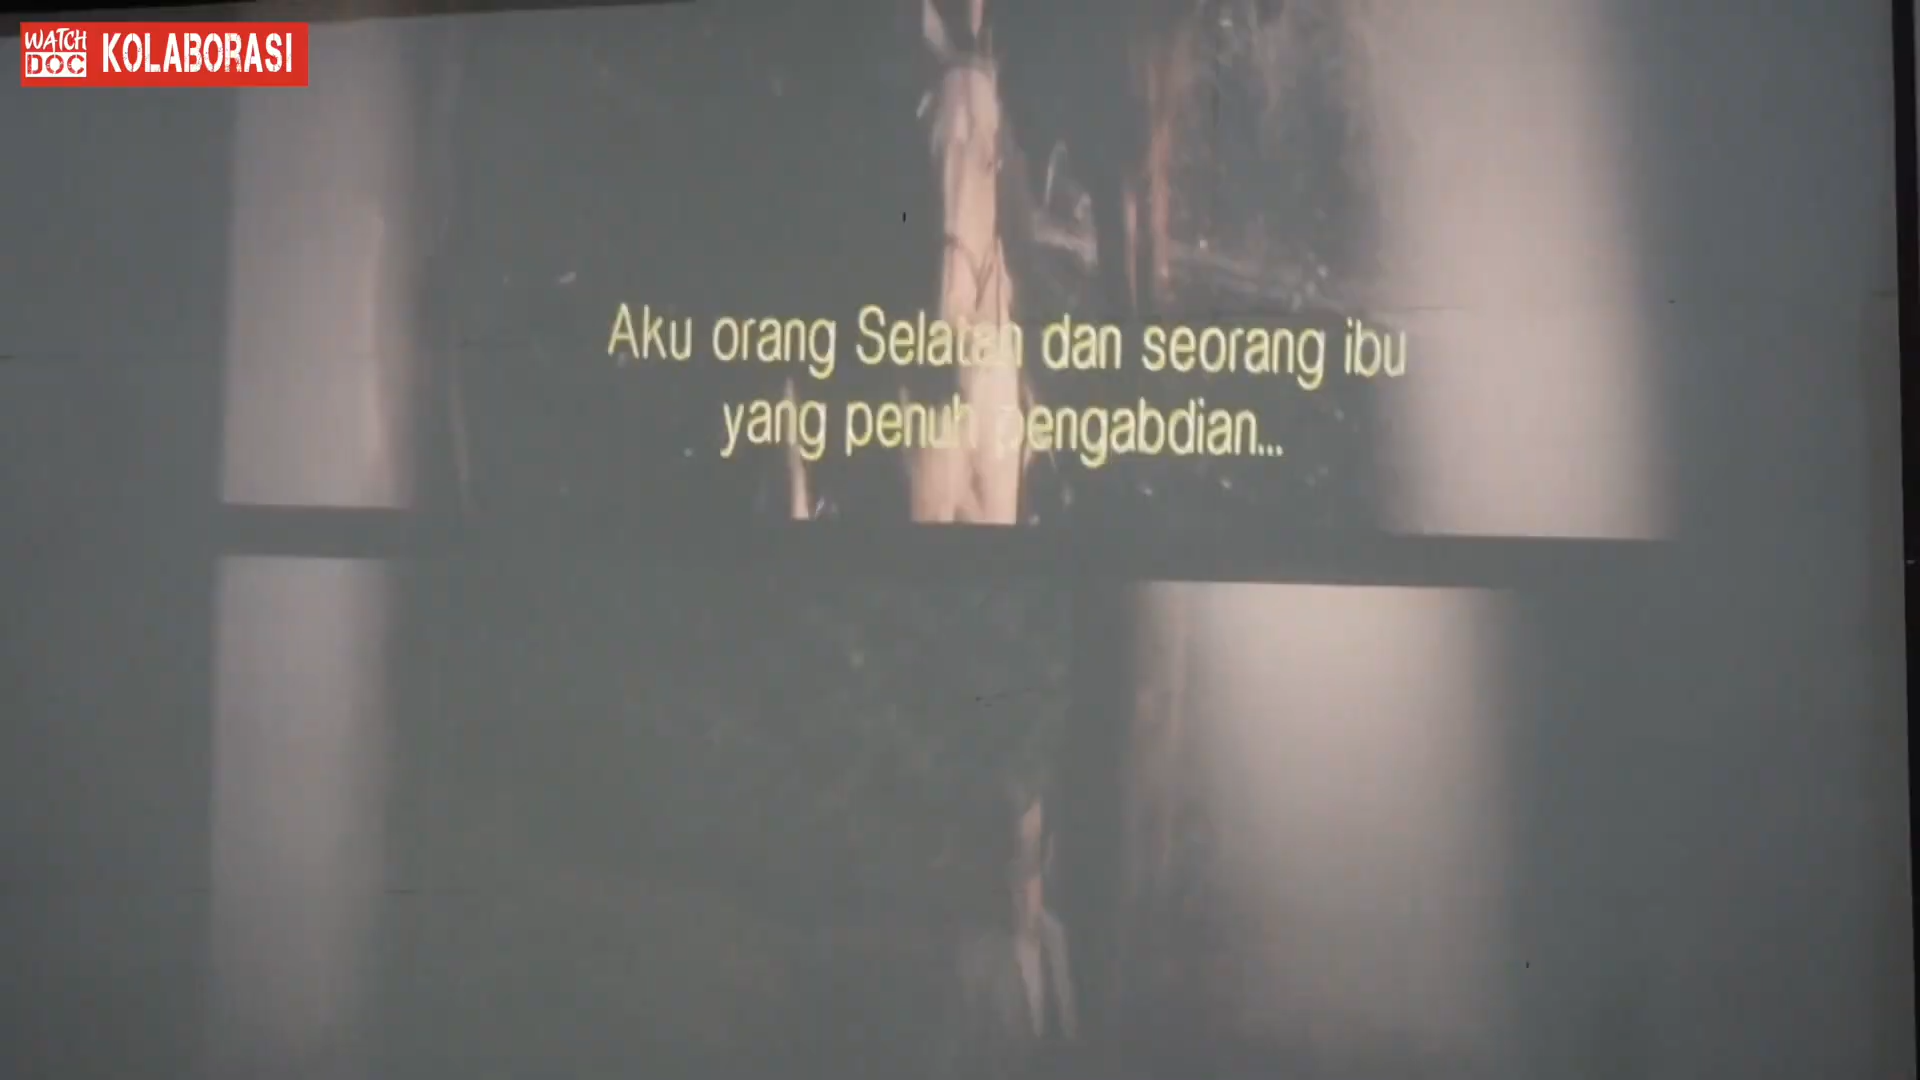 WATCH
DOC
KOLABORASI
Aku orang Selatan dan seorang ibu
yang penuh pengabdian...